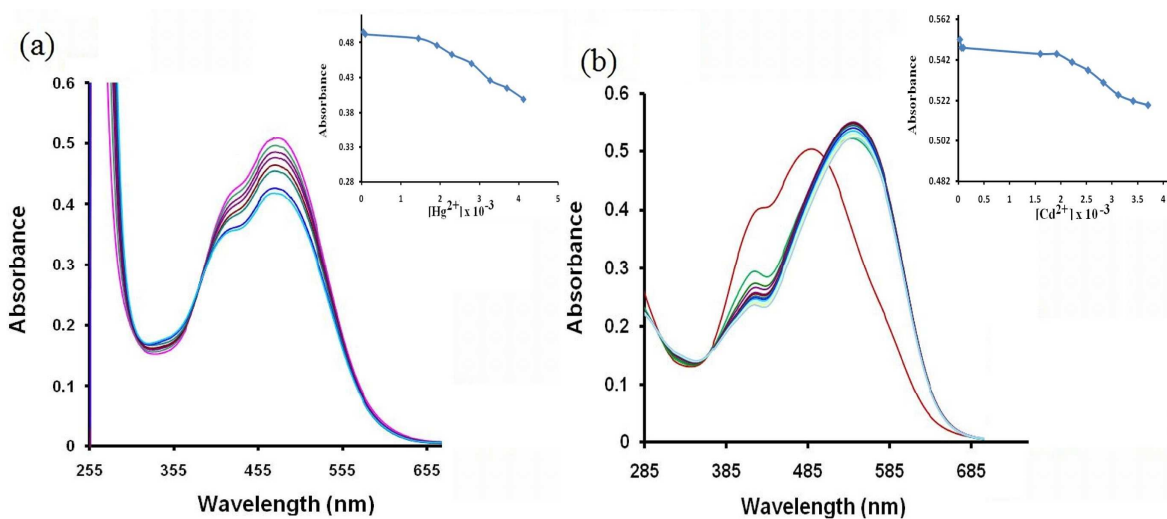 (a)
Absorbance
0.6
0.5
0.4
0.3
0.2
0.1
0
255 355 455 555 655
Wavelength (nm)
Absorbance
0.48
0.43
0.38
0.33
0.28
0 1 2 3 4 5
[Hg2+] x 10-3
(b)
Absorbance
0.6
0.5
0.4
0.3
0.2
0.1
0
285 385 485 585 685
Wavelength (nm)
Absorbance
0.562
0.542
0.522
0.502
0.482
0 0.5 1 1.5 2 2.5 3 3.5 4
[Cd2+] x 10-3